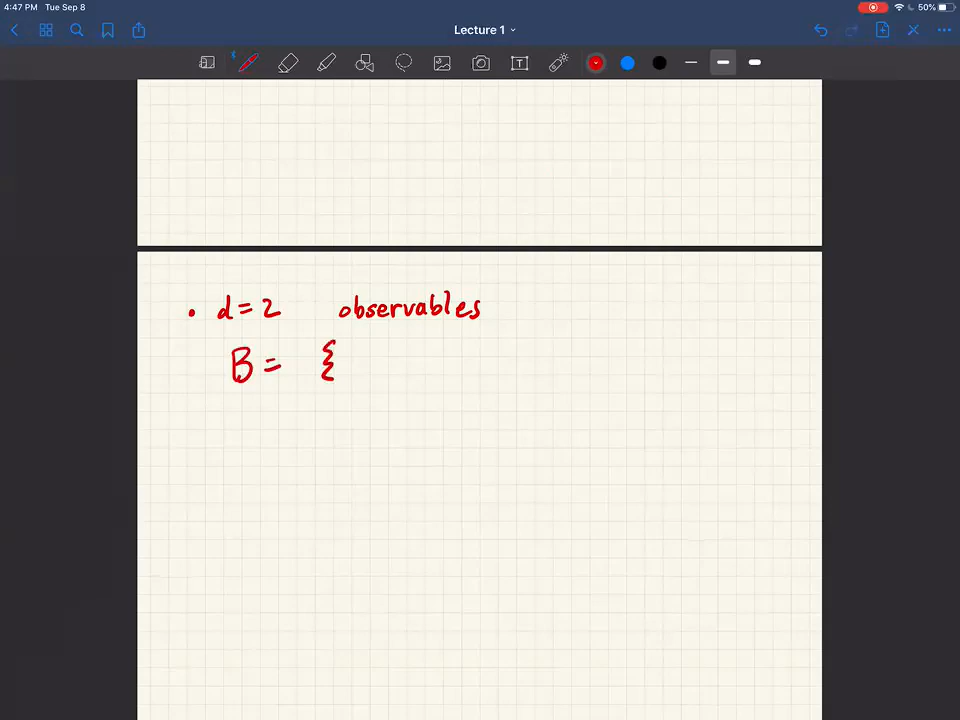 4:47 PM Tue Sep 8
50%
Lecture 1
T
• d = 2 observables
B = {